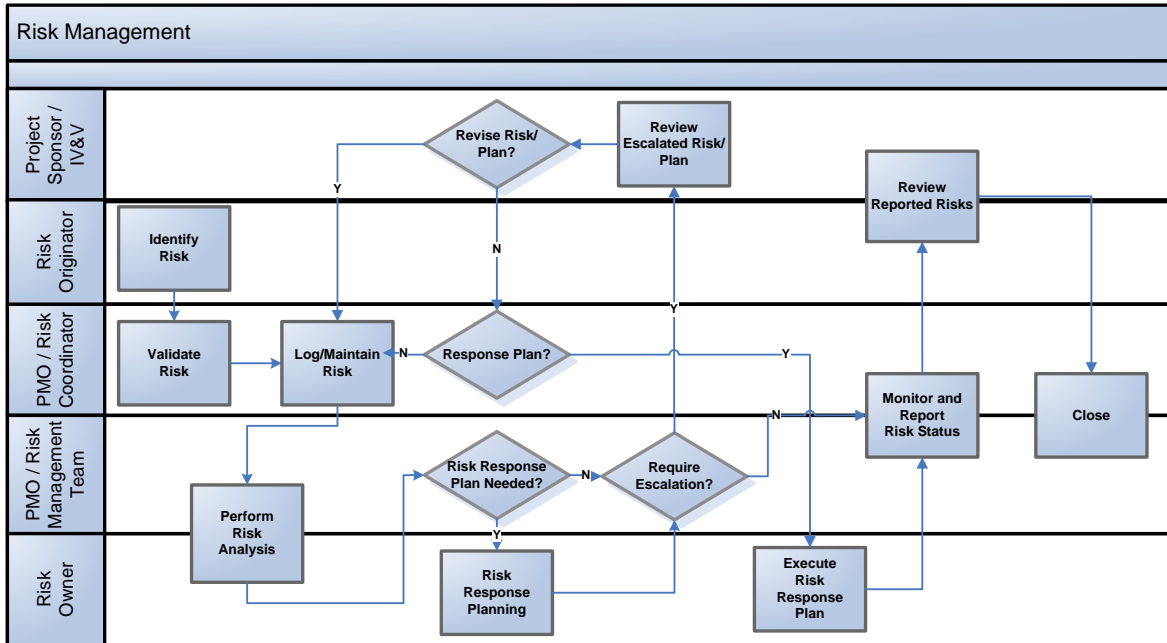 Risk Management
Project
Sponsor /
IV&V
Revise Risk/
Plan?
Review
Escalated Risk/
Plan
Y
N
Review
Reported Risks
Risk
Originator
Identify
Risk
Y
PMO / Risk
Coordinator
Validate
Risk
Log/Maintain
Risk
N
Response Plan?
Y
Monitor and
Report
Risk Status
Close
N
PMO / Risk
Management
Team
Risk Response
Plan Needed?
N
Require
Escalation?
Y
Perform
Risk
Analysis
Risk
Owner
Risk
Response
Planning
Execute
Risk
Response
Plan